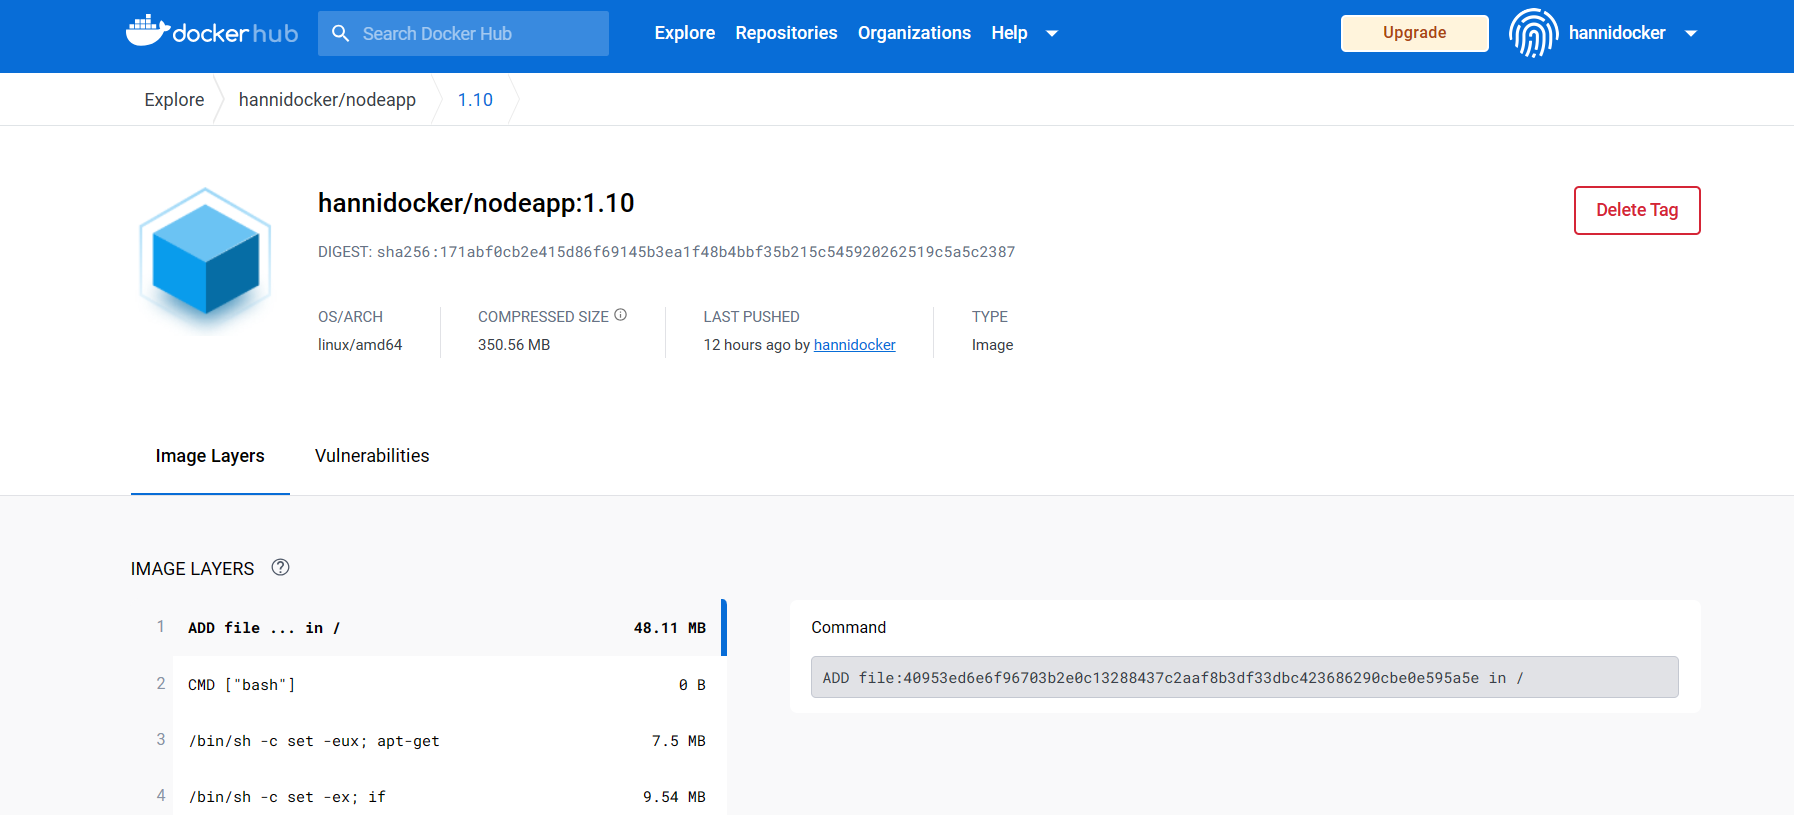 docker hub Search Docker Hub Explore Repositories Organizations Help Upgrade hannidocker
Explore hannidocker/nodeapp 1.10
hannidocker/nodeapp:1.10
Delete Tag
DIGEST: sha256:171abf0cb2e415d86f69145b3ea1f48b4bbf35b215c545920262519c5a5c2387
OS/ARCH COMPRESSED SIZE LAST PUSHED TYPE
linux/amd64 350.56 MB 12 hours ago by hannidocker Image
Image Layers Vulnerabilities
IMAGE LAYERS
1 ADD file ... in / 48.11 MB
2 CMD ["bash"] 0 B
3 /bin/sh -c set -eux; apt-get 7.5 MB
4 /bin/sh -c set -ex; if 9.54 MB
Command
ADD file:40953ed6e6f96703b2e0c13288437c2aaf8b3df33dbc423686290cbe0e595a5e in /